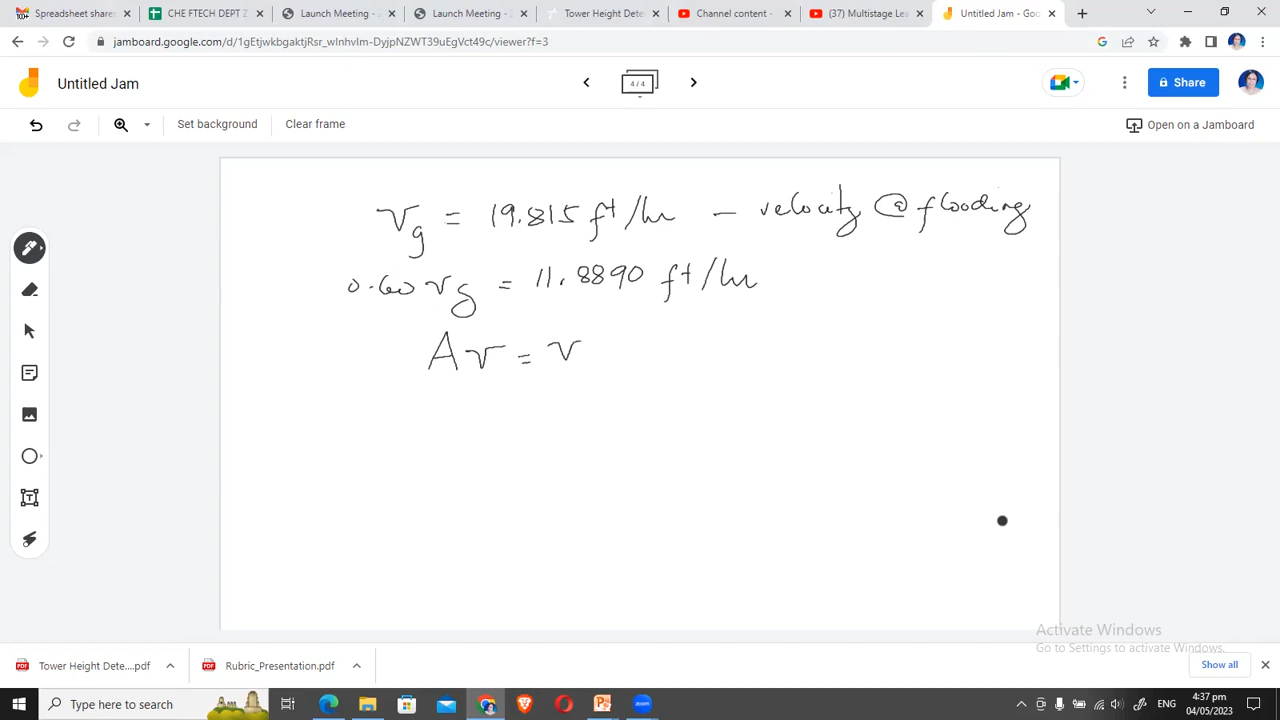 Spreadsheet share
CHE FTECH DEPT 2
Launch Meeting -
Launch Meeting - Z
Tower Height Dete
Channel content -
(37) Multistage Lea
Untitled Jam - Goo
jamboard.google.com/d/1gEtjwkbgaktjRsr_wInhvIm-DyjpNZWT39uEgVct49c/viewer?f=3
Untitled Jam
4 / 4
Share
Set background
Clear frame
Open on a Jamboard
Vg = 19.815 ft/hr — velocity @ flooding
0.60 Vg = 11.8890 ft/hr
A v = v
Activate Windows
Go to Settings to activate Windows.
Tower Height Dete....pdf
Rubric_Presentation.pdf
Show all
Type here to search
ENG
4:37 pm
04/05/2023